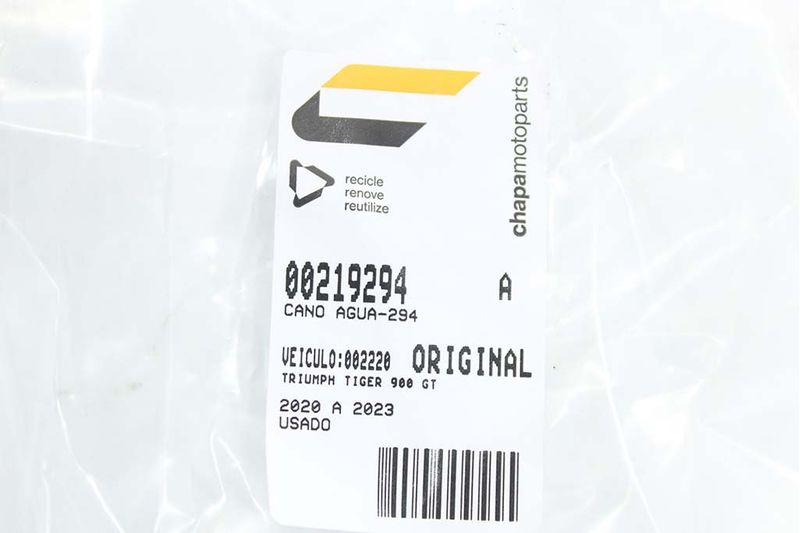 chapamotoparts
recicle
renove
reutilize
00219294 A
CANO AGUA-294
VEICULO:002220 ORIGINAL
TRIUMPH TIGER 900 GT
2020 A 2023
USADO